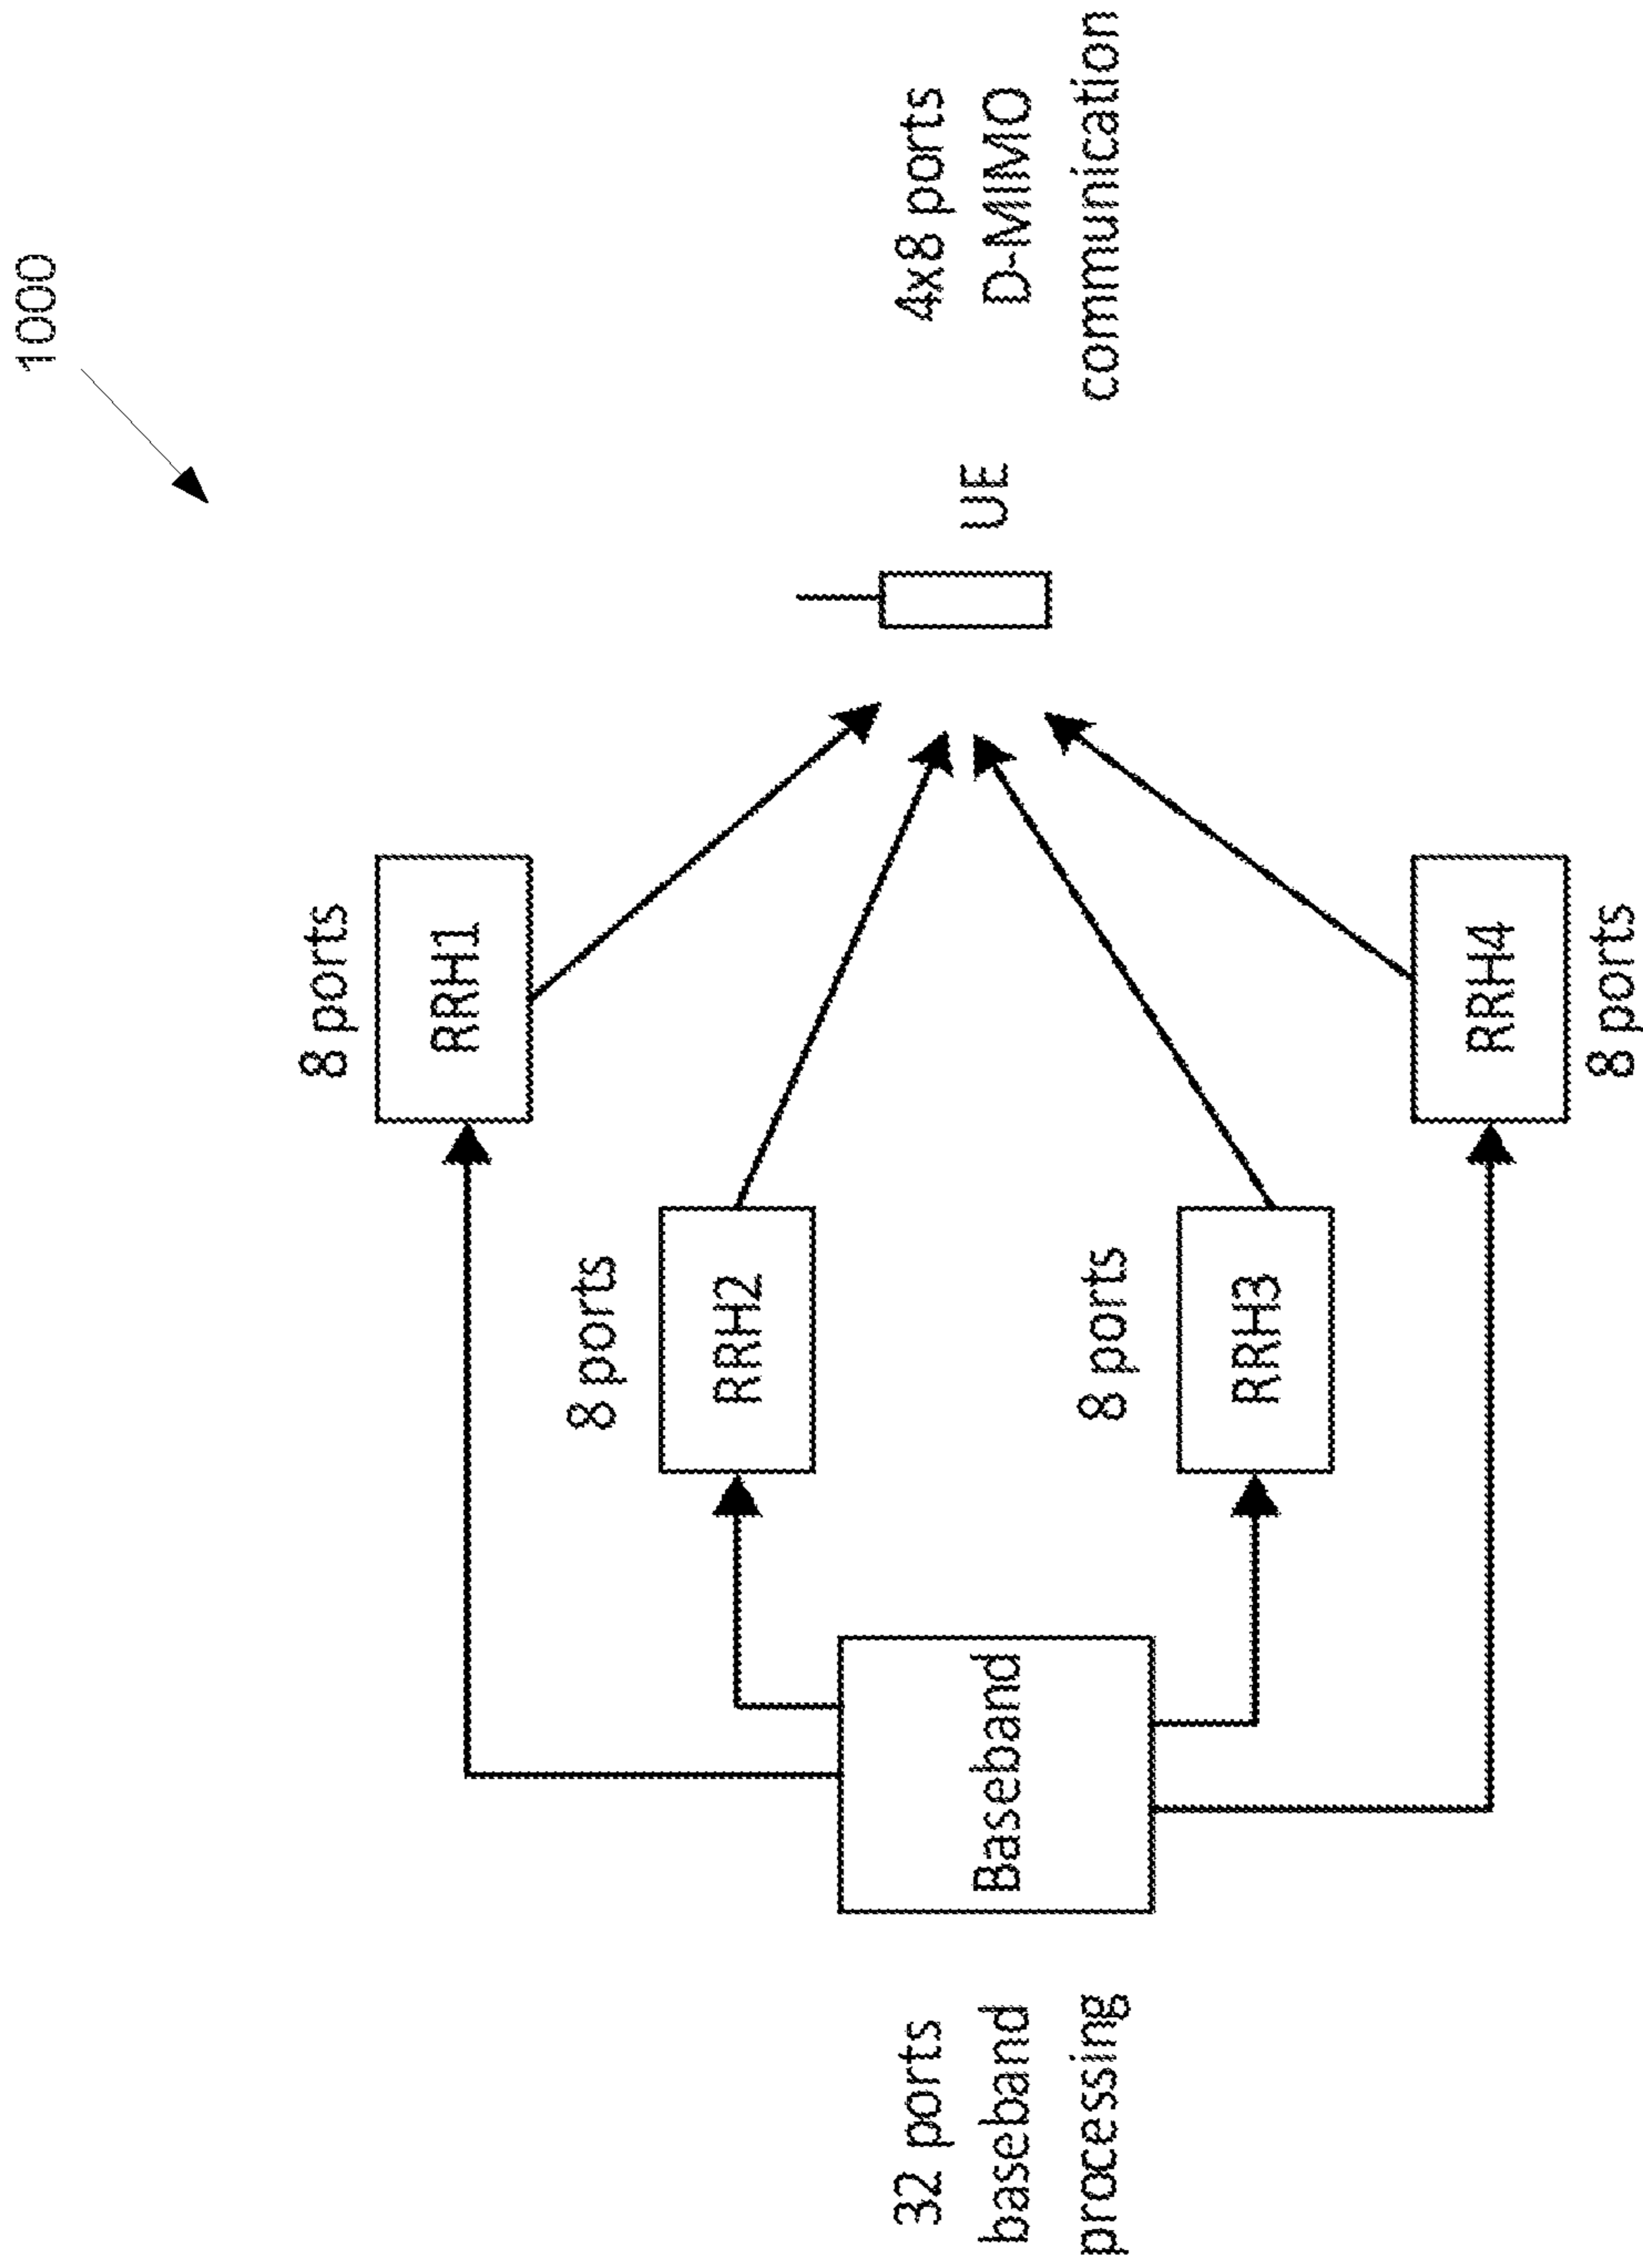 1000
8 ports
RRH1
8 ports
RRH2
32 ports
baseband
processing
Baseband
UE
4x8 ports
D-MIMO
communication
8 ports
RRH3
RRH4
8 ports